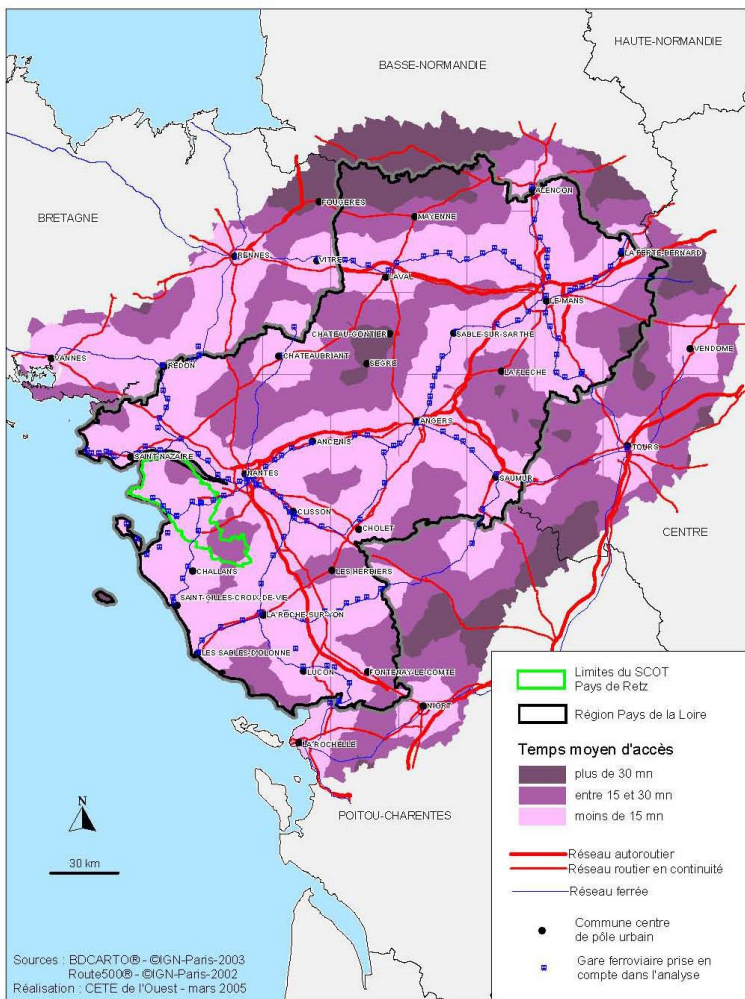 HAUTE-NORMANDIE
BASSE-NORMANDIE
ALENCON
FOUGERES
MAYENNE
BRETAGNE
RENNES
VITRE
LA FERTE-BERNARD
LAVAL
LE MANS
CHATEAU-GONTIER
SABLE-SUR-SARTHE
VANNES
CHATEAUBRIANT
VENDOME
REDON
SEGRE
LA FLECHE
ANGERS
ANCENIS
TOURS
SAINT-NAZAIRE
NANTES
SAUMUR
CLISSON
CHOLET
CENTRE
CHALLANS
LES HERBIERS
SAINT-GILLES-CROIX-DE-VIE
LA ROCHE-SUR-YON
LES SABLES-D'OLONNE
LUCON
FONTENAY-LE-COMTE
NIORT
LA ROCHELLE
POITOU-CHARENTES
Limites du SCOT
Pays de Retz
Région Pays de la Loire
Temps moyen d'accès
plus de 30 mn
entre 15 et 30 mn
moins de 15 mn
Réseau autoroutier
Réseau routier en continuité
Réseau ferrée
Commune centre
de pôle urbain
Gare ferroviaire prise en
compte dans l'analyse
N
30 km
Sources : BDCARTO® - ©IGN-Paris-2003
Route500® - ©IGN-Paris-2002
Réalisation : CETE de l'Ouest - mars 2005